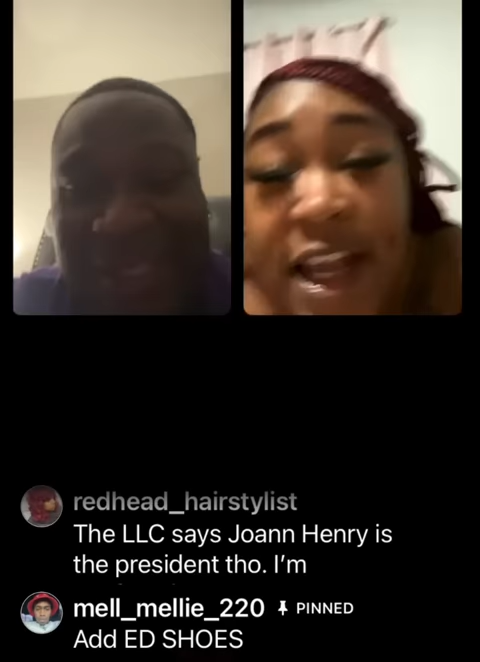 redhead_hairstylist
The LLC says Joann Henry is
the president tho. I'm
mell_mellie_220 PINNED
Add ED SHOES